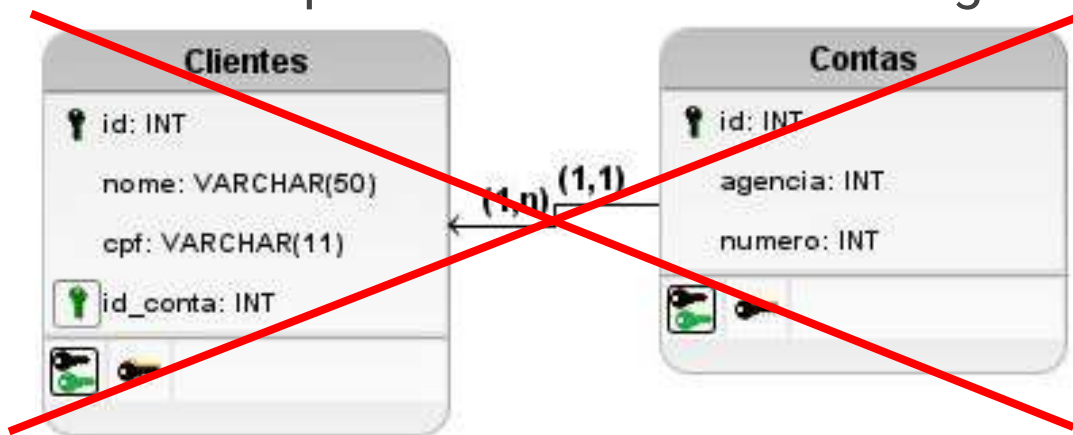 Clientes
id: INT
nome: VARCHAR(50)
cpf: VARCHAR(11)
id_conta: INT
(1,n)
(1,1)
Contas
id: INT
agencia: INT
numero: INT